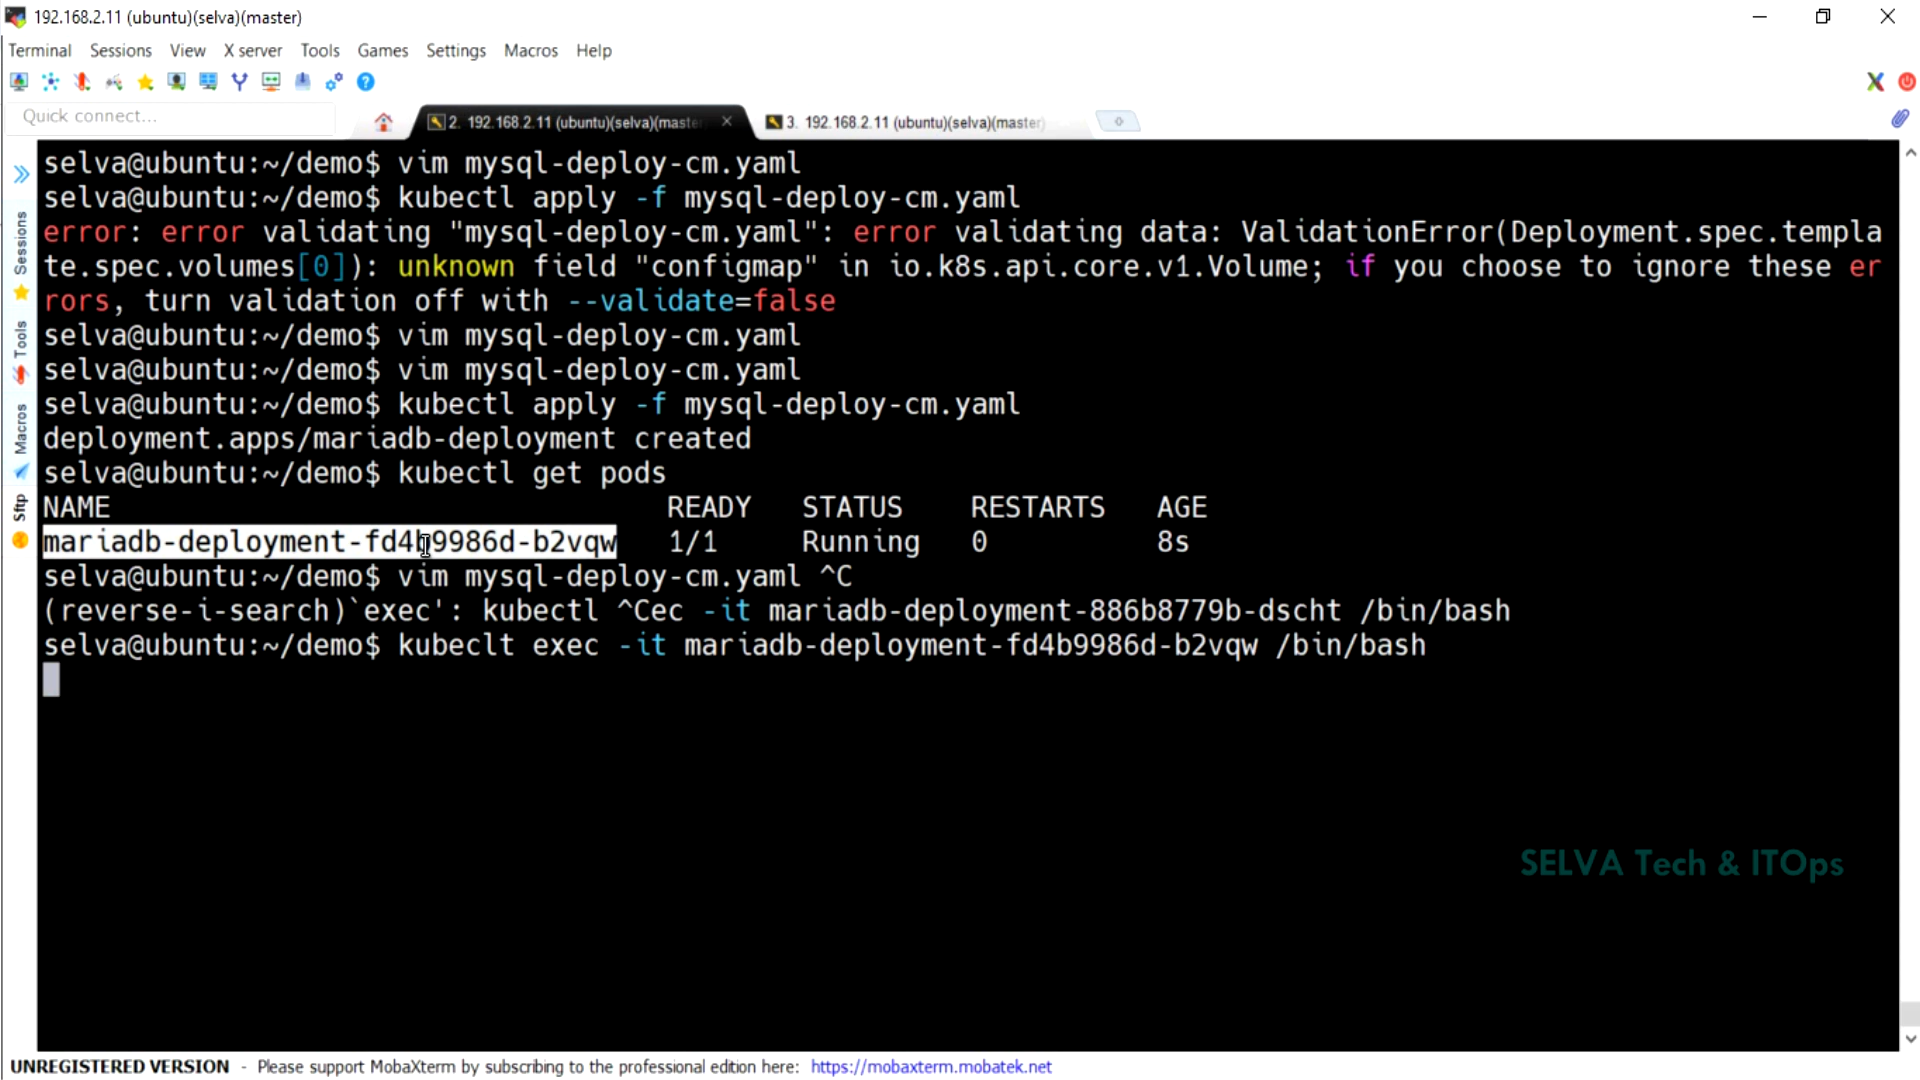 192.168.2.11 (ubuntu)(selva)(master)
Terminal Sessions View X server Tools Games Settings Macros Help
Quick connect...
2. 192.168.2.11 (ubuntu)(selva)(maste
3. 192.168.2.11 (ubuntu)(selva)(master)
Sessions
Tools
Macros
Sftp
selva@ubuntu:~/demo$ vim mysql-deploy-cm.yaml
selva@ubuntu:~/demo$ kubectl apply -f mysql-deploy-cm.yaml
error: error validating "mysql-deploy-cm.yaml": error validating data: ValidationError(Deployment.spec.templa
te.spec.volumes[0]): unknown field "configmap" in io.k8s.api.core.v1.Volume; if you choose to ignore these er
rors, turn validation off with --validate=false
selva@ubuntu:~/demo$ vim mysql-deploy-cm.yaml
selva@ubuntu:~/demo$ vim mysql-deploy-cm.yaml
selva@ubuntu:~/demo$ kubectl apply -f mysql-deploy-cm.yaml
deployment.apps/mariadb-deployment created
selva@ubuntu:~/demo$ kubectl get pods
NAME READY STATUS RESTARTS AGE
mariadb-deployment-fd4b9986d-b2vqw 1/1 Running 0 8s
selva@ubuntu:~/demo$ vim mysql-deploy-cm.yaml ^C
(reverse-i-search)`exec': kubectl ^Cec -it mariadb-deployment-886b8779b-dscht /bin/bash
selva@ubuntu:~/demo$ kubeclt exec -it mariadb-deployment-fd4b9986d-b2vqw /bin/bash
SELVA Tech & ITOps
UNREGISTERED VERSION - Please support MobaXterm by subscribing to the professional edition here: https://mobaxterm.mobatek.net